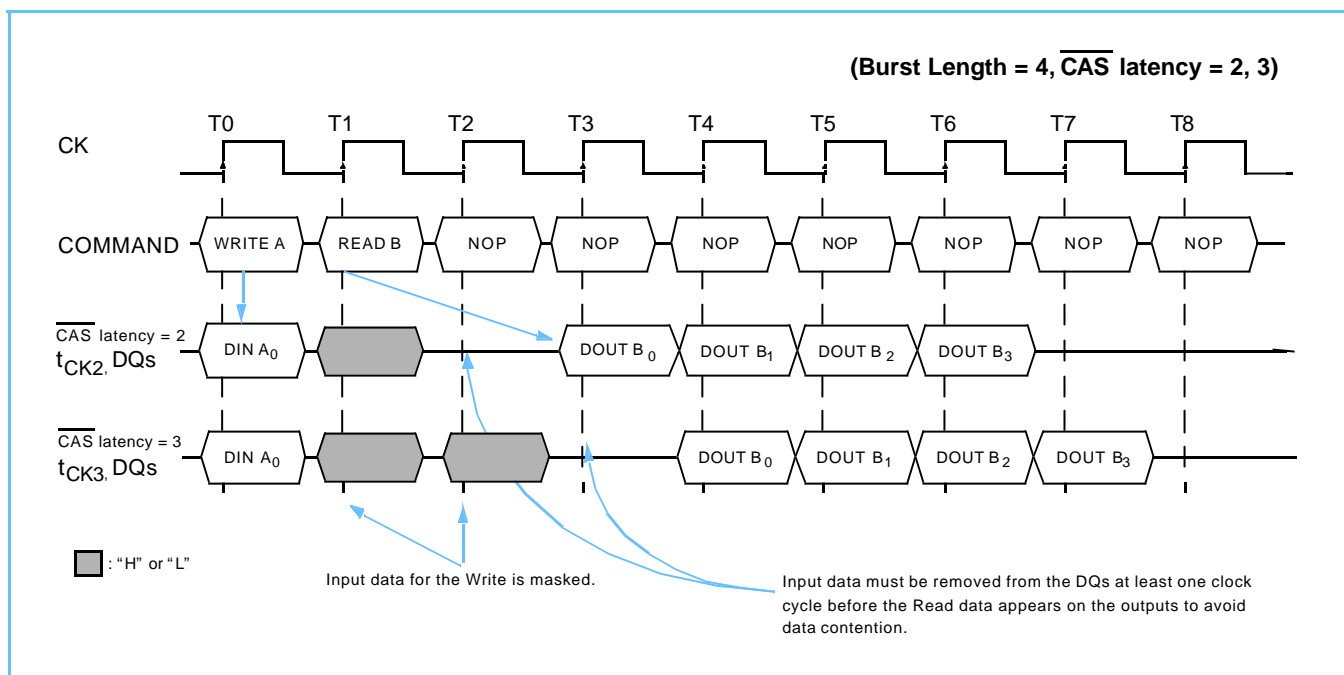 (Burst Length = 4, CAS latency = 2, 3)
T0 T1 T2 T3 T4 T5 T6 T7 T8
CK
COMMAND WRITE A READ B NOP NOP NOP NOP NOP NOP NOP
CAS latency = 2
tCK2, DQs DIN A0 DOUT B0 DOUT B1 DOUT B2 DOUT B3
CAS latency = 3
tCK3, DQs DIN A0 DOUT B0 DOUT B1 DOUT B2 DOUT B3
: “H” or “L”
Input data for the Write is masked.
Input data must be removed from the DQs at least one clock
cycle before the Read data appears on the outputs to avoid
data contention.